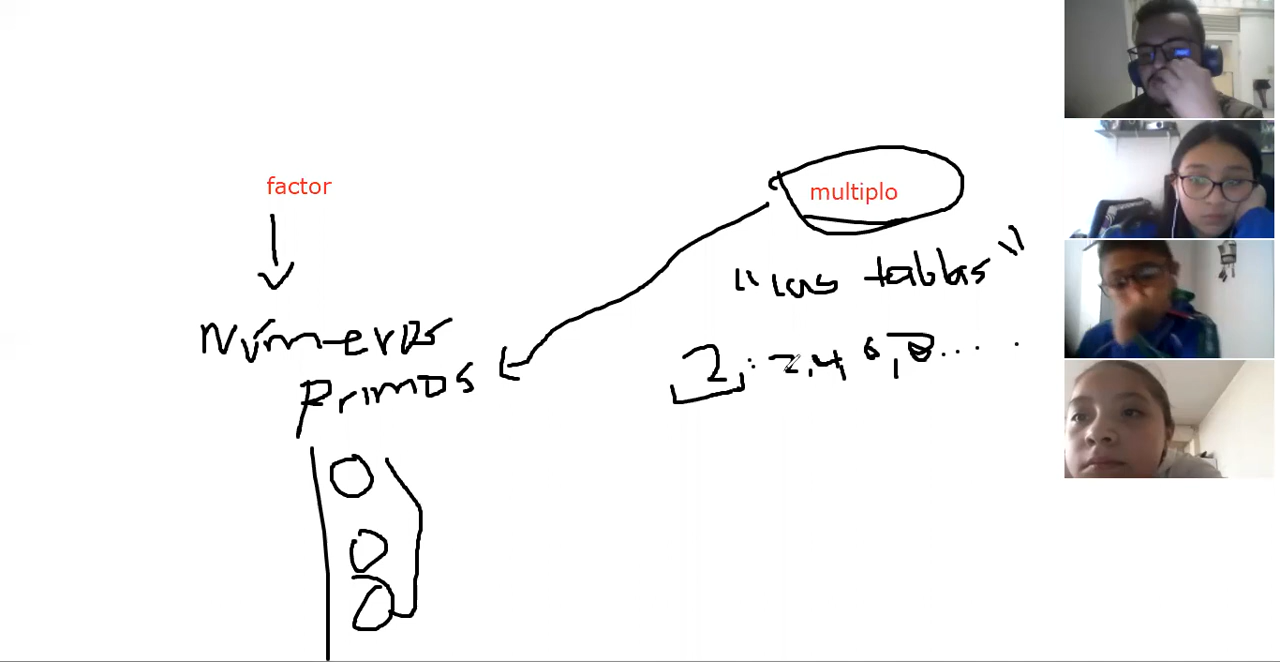 factor
multiplo
"las tablas"
Números
Primos
2: 2,4 6,8.... .